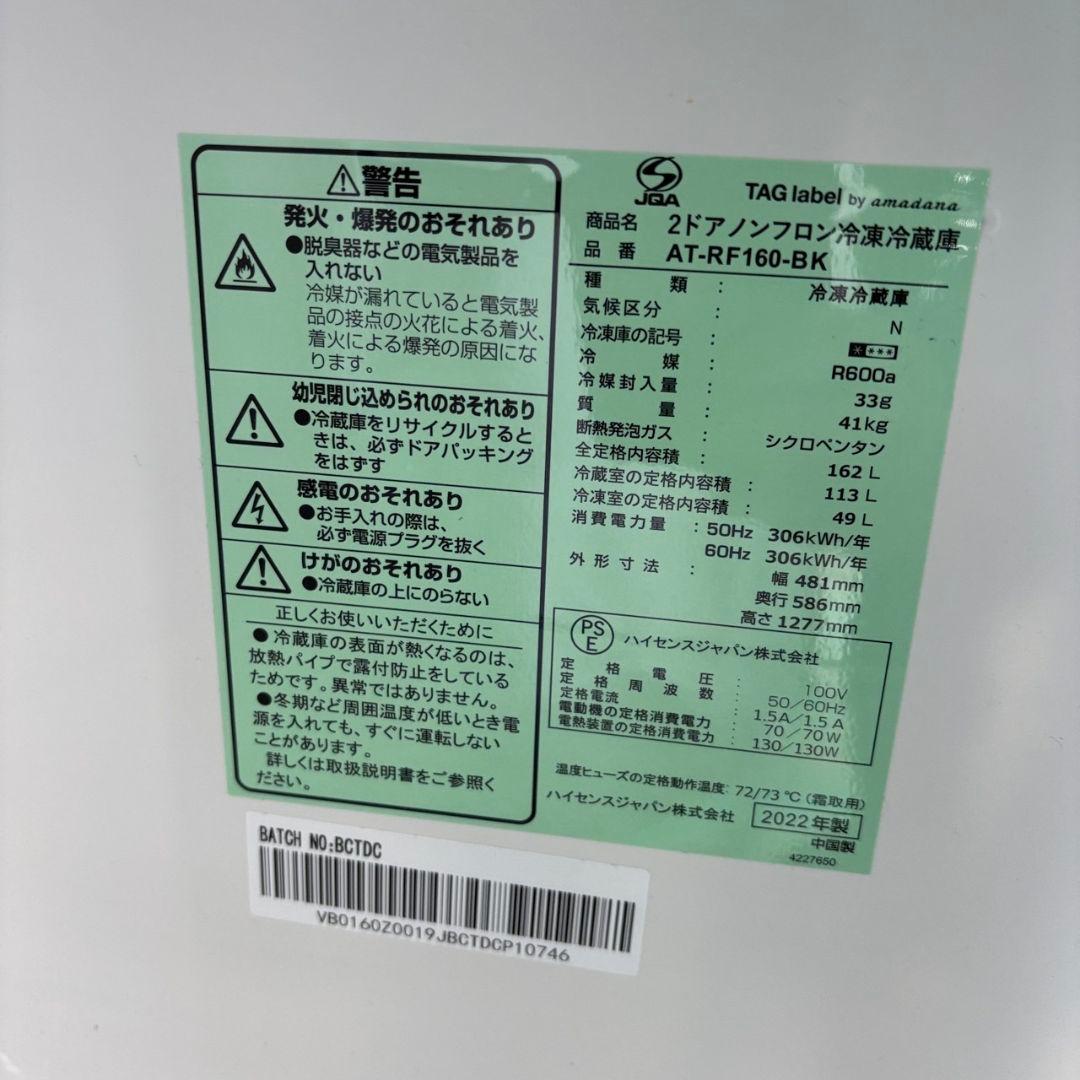 ⚠警告
発火・爆発のおそれあり
●脱臭器などの電気製品を
入れない
冷媒が漏れていると電気製
品の接点の火花による着火、
着火による爆発の原因にな
ります。
幼児閉じ込められのおそれあり
●冷蔵庫をリサイクルすると
きは、必ずドアパッキング
をはずす
感電のおそれあり
●お手入れの際は、
必ず電源プラグを抜く
けがのおそれあり
●冷蔵庫の上にのらない
正しくお使いいただくために
●冷蔵庫の表面が熱くなるのは、
放熱パイプで露付防止をしている
ためです。異常ではありません。
●冬期など周囲温度が低いとき電
源を入れても、すぐに運転しない
ことがあります。
詳しくは取扱説明書をご参照く
ださい。
JQA
TAG label by amadana
商品名 2ドアノンフロン冷凍冷蔵庫
品番 AT-RF160-BK
種類 : 冷凍冷蔵庫
気候区分 : N
冷凍庫の記号 : ****
冷媒 : R600a
冷媒封入量 : 33g
質量 : 41kg
断熱発泡ガス : シクロペンタン
全定格内容積 : 162 L
冷蔵室の定格内容積 : 113 L
冷凍室の定格内容積 : 49 L
消費電力量 : 50Hz 306kWh/年
60Hz 306kWh/年
外形寸法 : 幅 481mm
奥行 586mm
高さ 1277mm
PSE ハイセンスジャパン株式会社
定格電圧 : 100V
定格周波数 : 50/60Hz
定格電流 : 1.5A/1.5A
電動機の定格消費電力 : 70/70W
電熱装置の定格消費電力 : 130/130W
温度ヒューズの定格動作温度: 72/73℃(霜取用)
ハイセンスジャパン株式会社 2022年製
中国製
4227650
BATCH NO:BCTDC
VB0160Z0019JBCTDCP10746